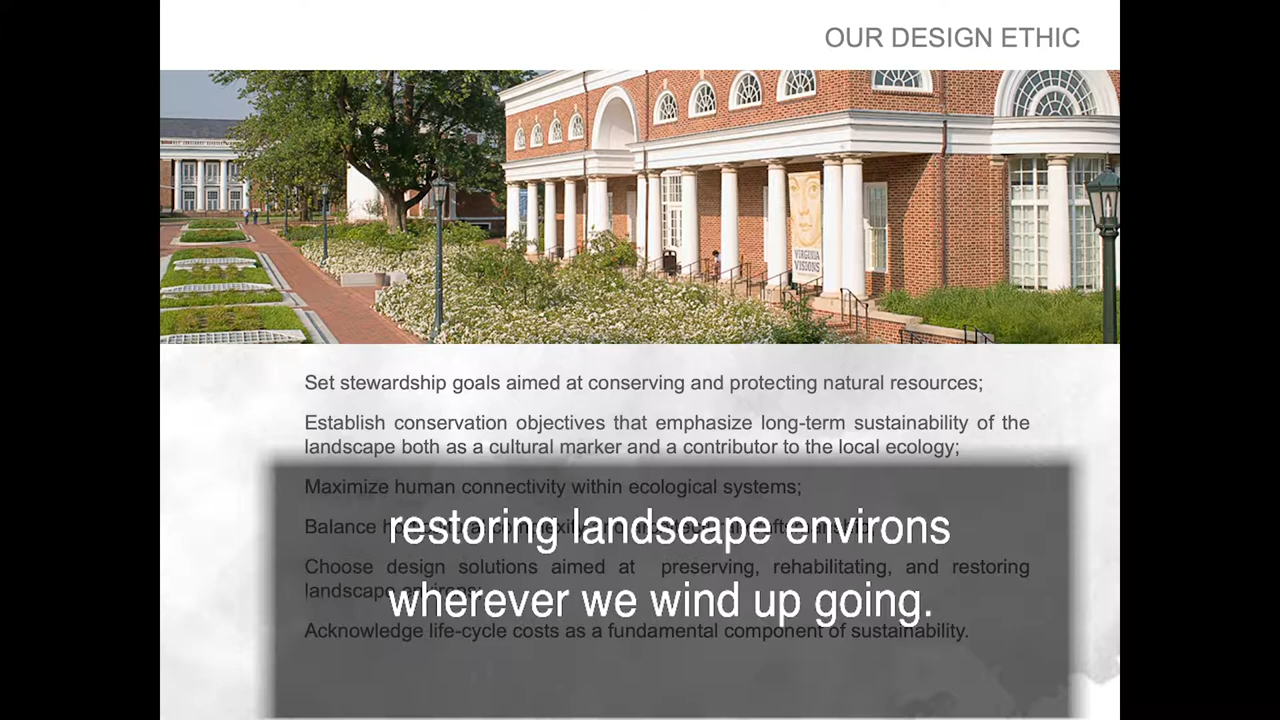 OUR DESIGN ETHIC
VIRGINIA
VISIONS
Set stewardship goals aimed at conserving and protecting natural resources;
Establish conservation objectives that emphasize long-term sustainability of the
landscape both as a cultural marker and a contributor to the local ecology;
Maximize human connectivity within ecological systems;
Balance
restoring landscape environs
Choose design solutions aimed at preserving, rehabilitating, and restoring
landscape
wherever we wind up going.
Acknowledge life-cycle costs as a fundamental component of sustainability.